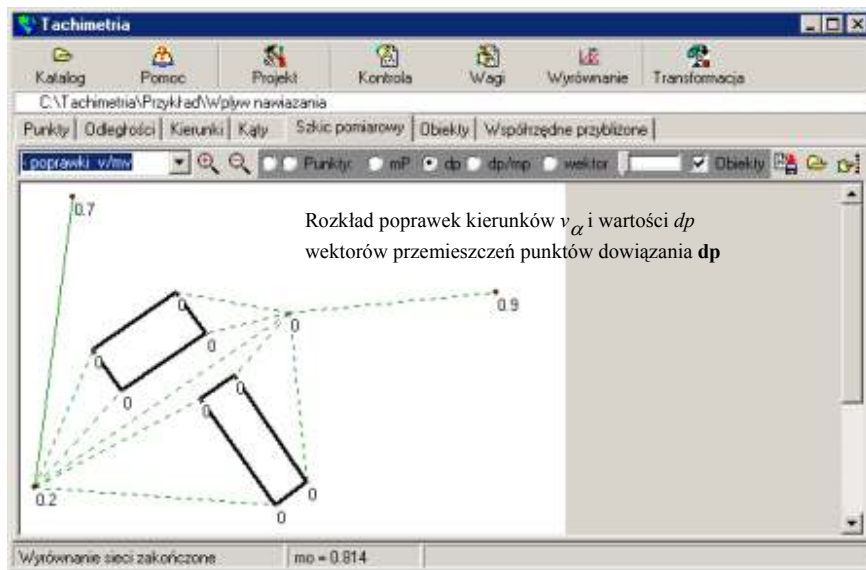 Tachimetria
Katalog Pomoc Projekt Kontrola Wagi Wyrównanie Transformacja
C:\Tachimetria\Przykład\Wpływ nawiązania
Punkty Odległości Kierunki Kąty Szkic pomiarowy Obiekty Współrzędne przybliżone
poprawki v/mv Punkty: mP dp dp/mp wektor Obiekty
0.7
Rozkład poprawek kierunków vα i wartości dp
wektorów przemieszczeń punktów dowiązania dp
0 0 0.9
0 0
0
0 0
0 0
0.2 0
0
Wyrównanie sieci zakończone mo = 0.814